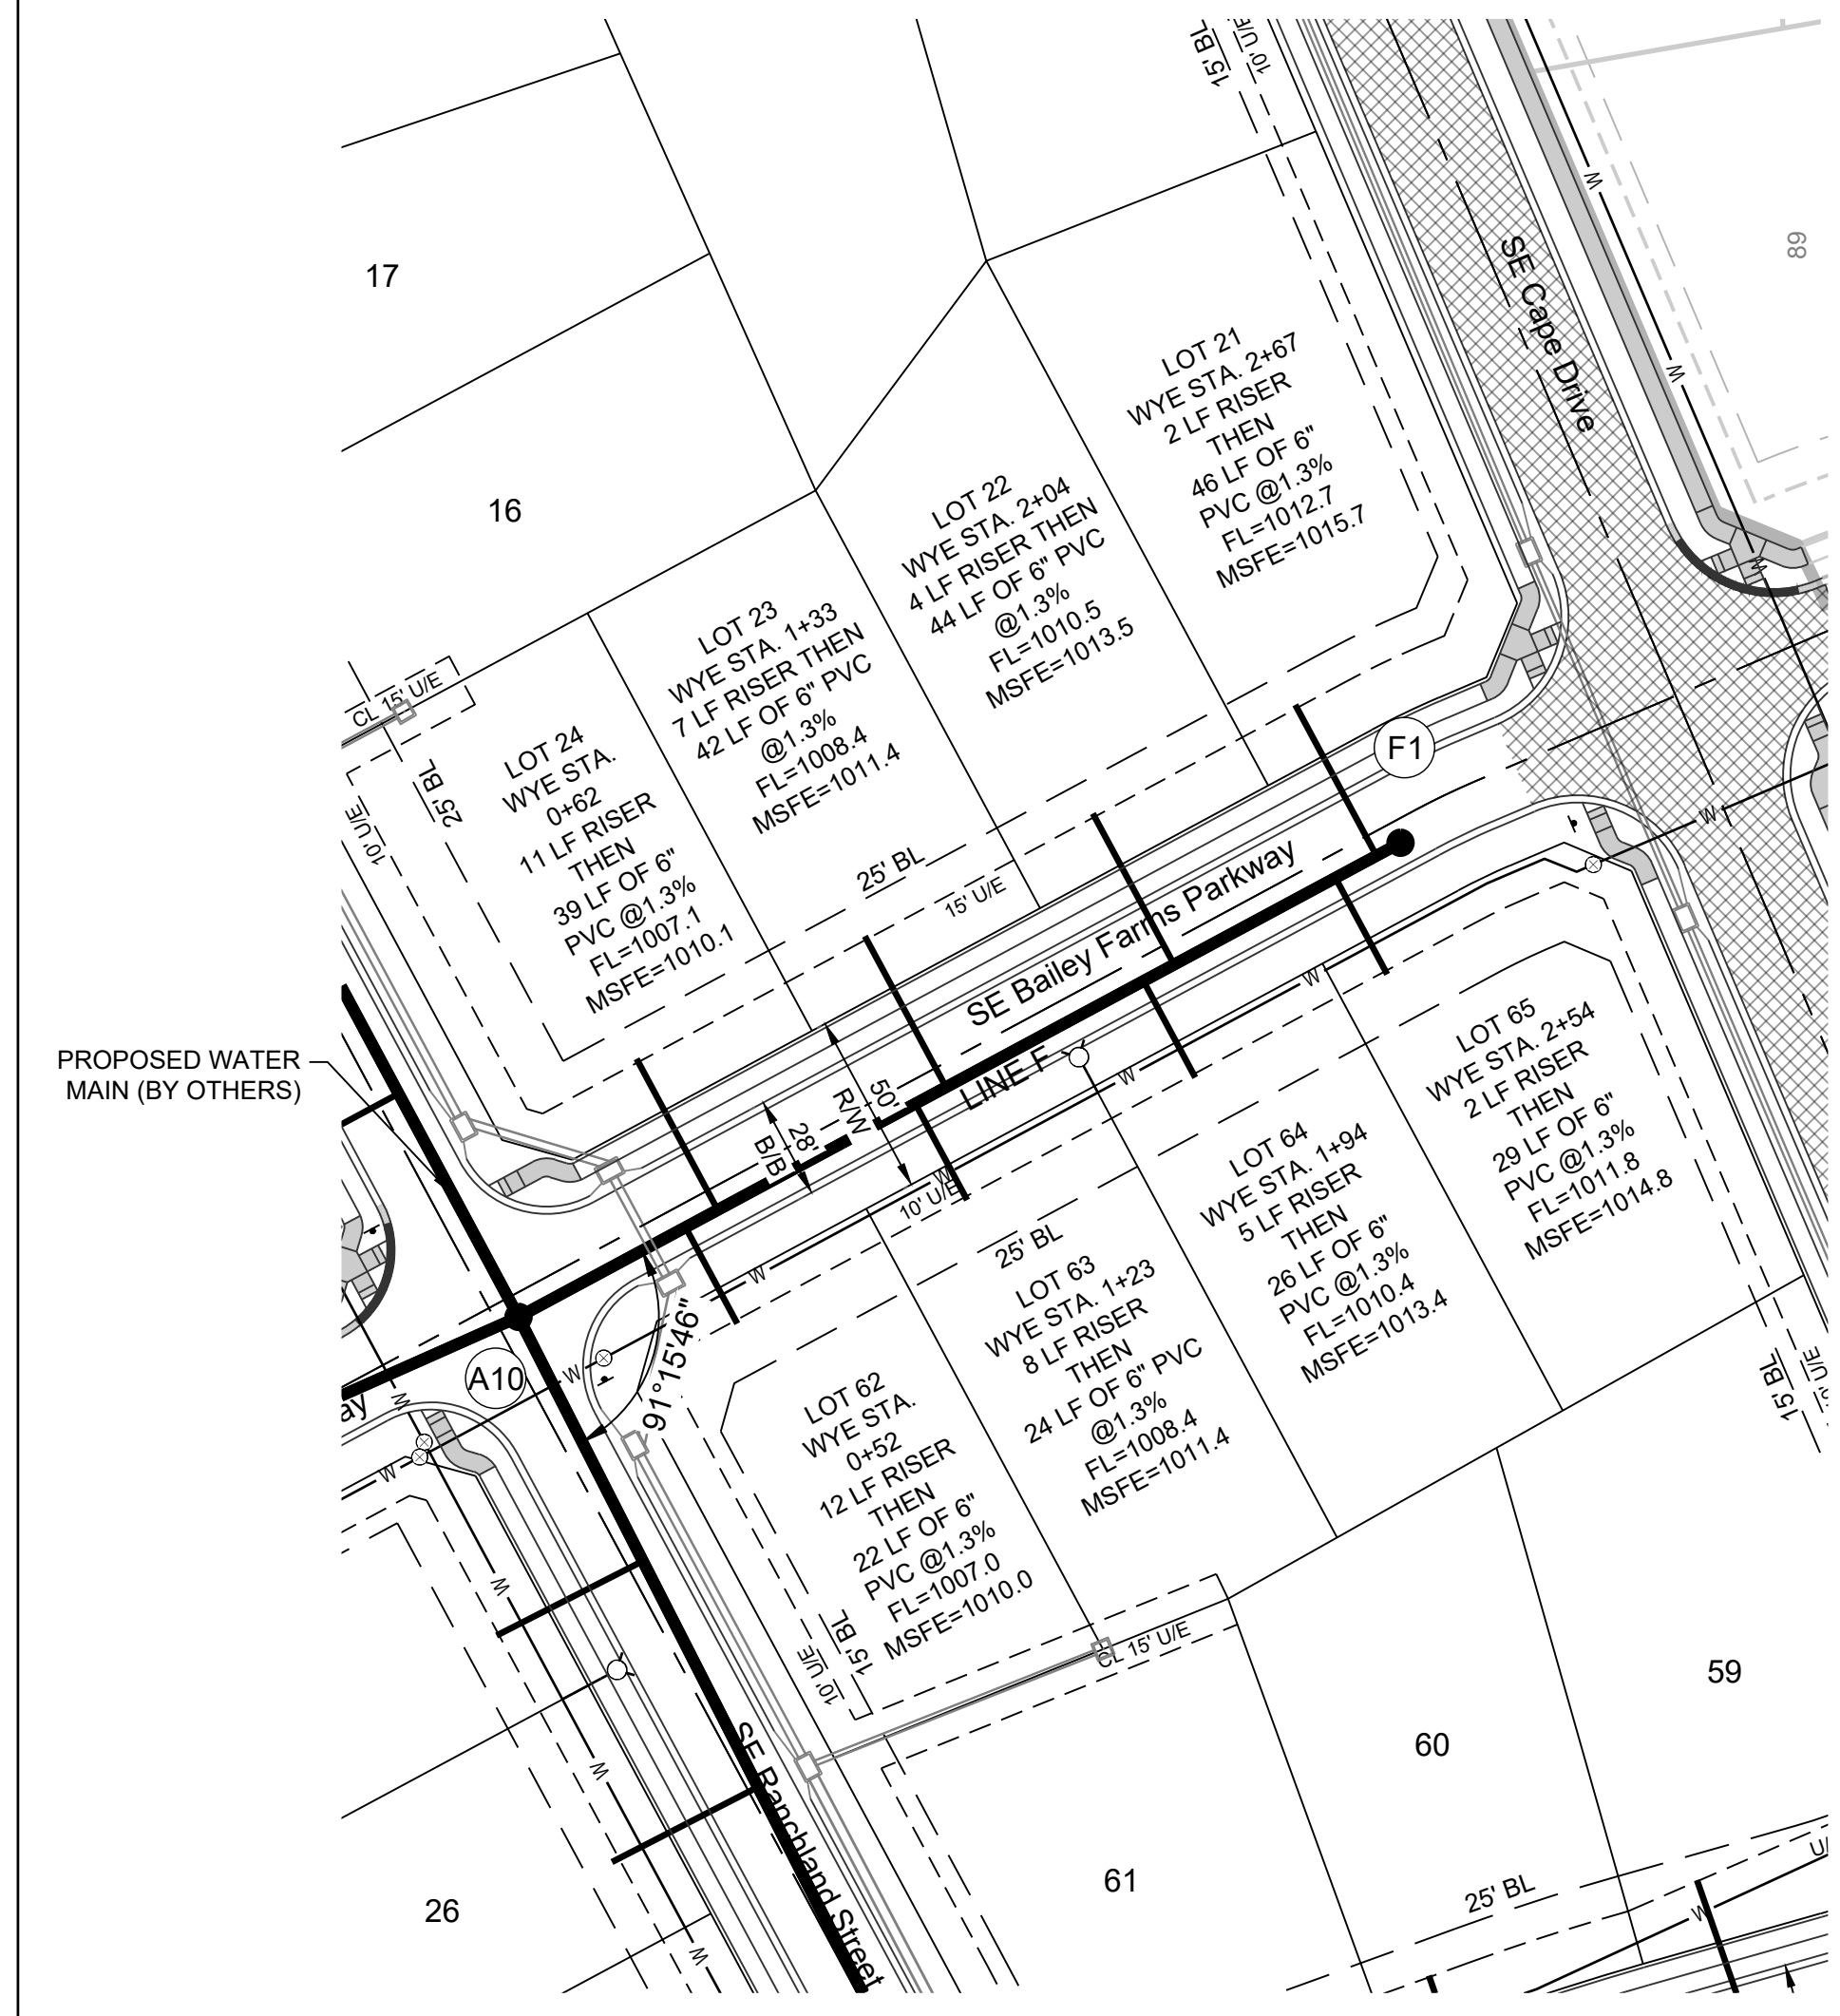 15' BL
10' U/E
17
SE Cape Drive
W
W
W
89
16
LOT 21
WYE STA. 2+67
2 LF RISER
THEN
46 LF OF 6"
PVC @1.3%
FL=1012.7
MSFE=1015.7
LOT 22
WYE STA. 2+04
4 LF RISER THEN
44 LF OF 6" PVC
@1.3%
FL=1010.5
MSFE=1013.5
LOT 23
WYE STA. 1+33
7 LF RISER THEN
42 LF OF 6" PVC
@1.3%
FL=1008.4
MSFE=1011.4
LOT 24
WYE STA.
0+62
11 LF RISER
THEN
39 LF OF 6"
PVC @1.3%
FL=1007.1
MSFE=1010.1
CL 15' U/E
10' U/E
25' BL
25' BL
15' U/E
F1
SE Bailey Farms Parkway
LINE F
W
W
W
W
W
50'
R/W
28'
B/B
10' U/E
25' BL
PROPOSED WATER
MAIN (BY OTHERS)
A10
W
W
W
ay
91°15'46"
LOT 65
WYE STA. 2+54
2 LF RISER
THEN
29 LF OF 6"
PVC @1.3%
FL=1011.8
MSFE=1014.8
LOT 64
WYE STA. 1+94
5 LF RISER
THEN
26 LF OF 6"
PVC @1.3%
FL=1010.4
MSFE=1013.4
LOT 63
WYE STA. 1+23
8 LF RISER
THEN
24 LF OF 6" PVC
@1.3%
FL=1008.4
MSFE=1011.4
LOT 62
WYE STA.
0+52
12 LF RISER
THEN
22 LF OF 6"
PVC @1.3%
FL=1007.0
MSFE=1010.0
15' BL
10' U/E
15' BL
10' U/E
CL 15' U/E
W
W
W
SE Ranchland Street
59
60
61
26
25' BL
W
U/